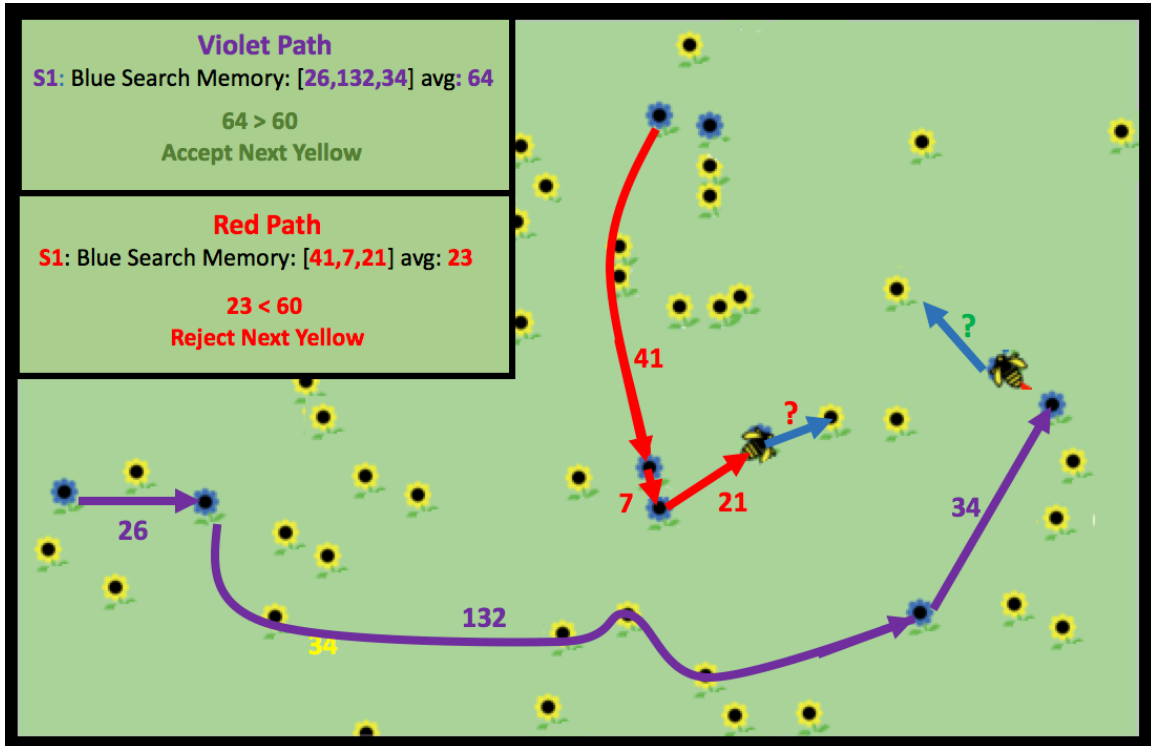 Violet Path
S1: Blue Search Memory: [26,132,34] avg: 64
64 > 60
Accept Next Yellow
Red Path
S1: Blue Search Memory: [41,7,21] avg: 23
23 < 60
Reject Next Yellow
?
41
?
7
21
34
26
132
34